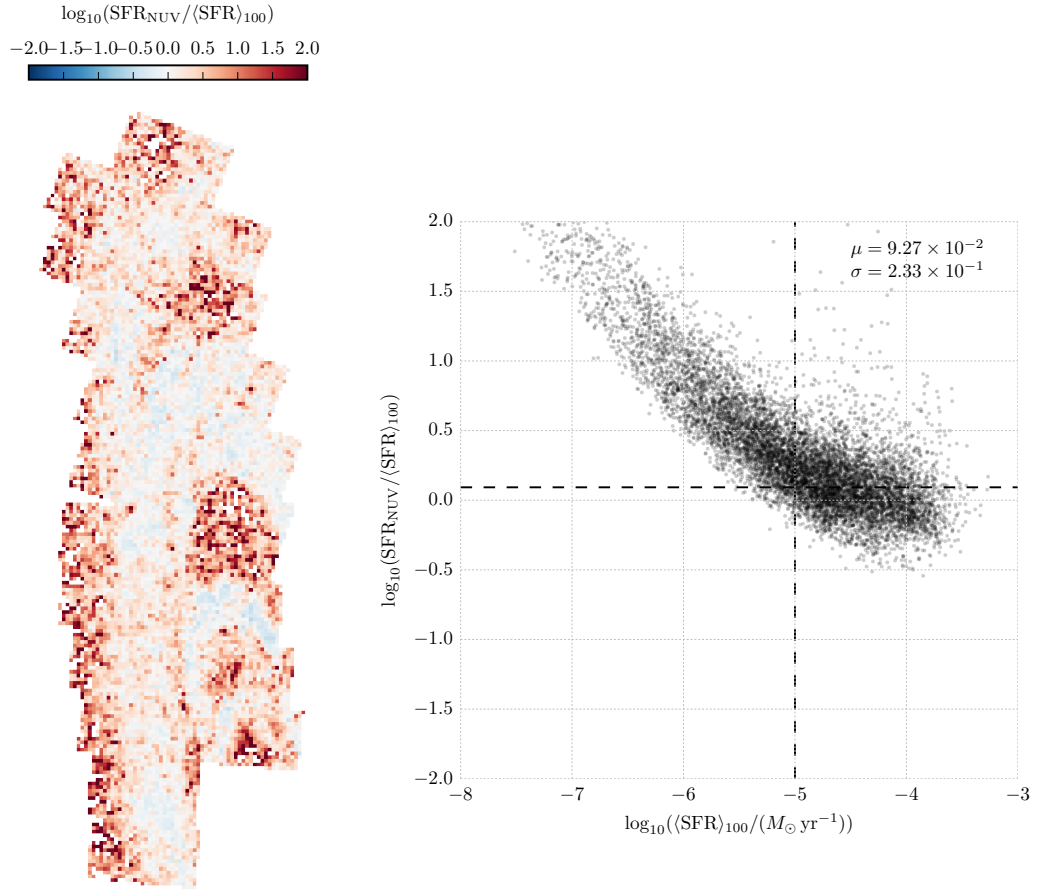 log₁₀(SFR_NUV/⟨SFR⟩₁₀₀)
−2.0 −1.5 −1.0 −0.5 0.0 0.5 1.0 1.5 2.0
2.0
1.5
1.0
0.5
0.0
−0.5
−1.0
−1.5
−2.0
log₁₀(SFR_NUV/⟨SFR⟩₁₀₀)
μ = 9.27 × 10⁻²
σ = 2.33 × 10⁻¹
−8 −7 −6 −5 −4 −3
log₁₀(⟨SFR⟩₁₀₀/(M⊙ yr⁻¹))